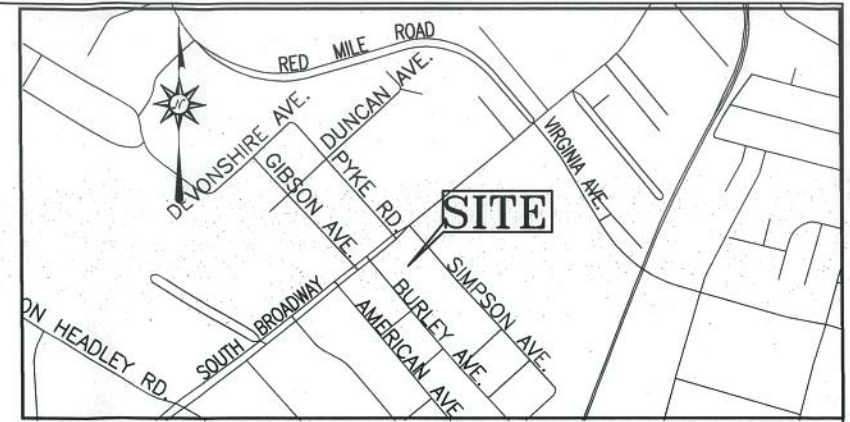 RED MILE ROAD
DEVONSHIRE AVE.
DUNCAN AVE.
GIBSON AVE.
PYKE RD.
VIRGINIA AVE.
N
SITE
SIMPSON AVE.
BURLEY AVE.
AMERICAN AVE
SOUTH BROADWAY
ON HEADLEY RD.